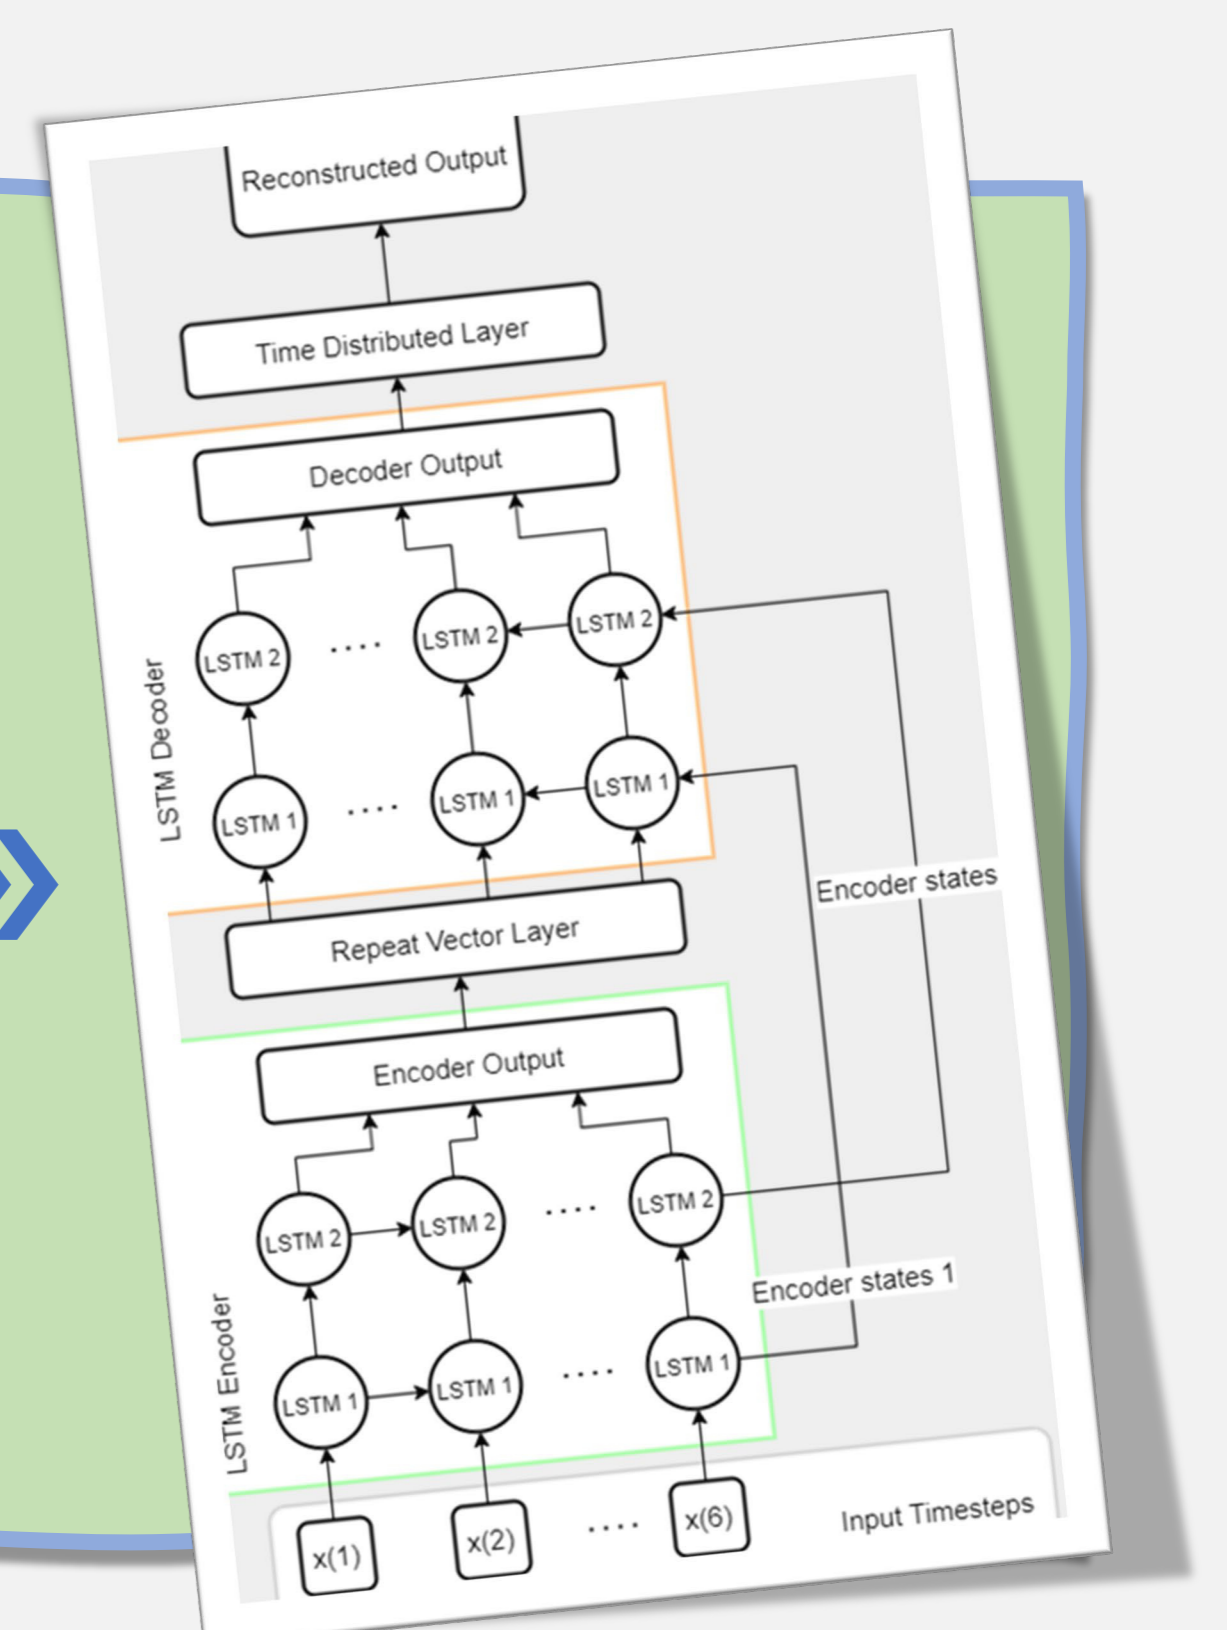 Reconstructed Output
Time Distributed Layer
Decoder Output
LSTM Decoder
LSTM 2
....
LSTM 2
LSTM 2
LSTM 1
....
LSTM 1
LSTM 1
Encoder states
Repeat Vector Layer
Encoder Output
LSTM Encoder
LSTM 2
LSTM 2
....
LSTM 2
Encoder states 1
LSTM 1
LSTM 1
....
LSTM 1
x(1)
x(2)
....
x(6)
Input Timesteps